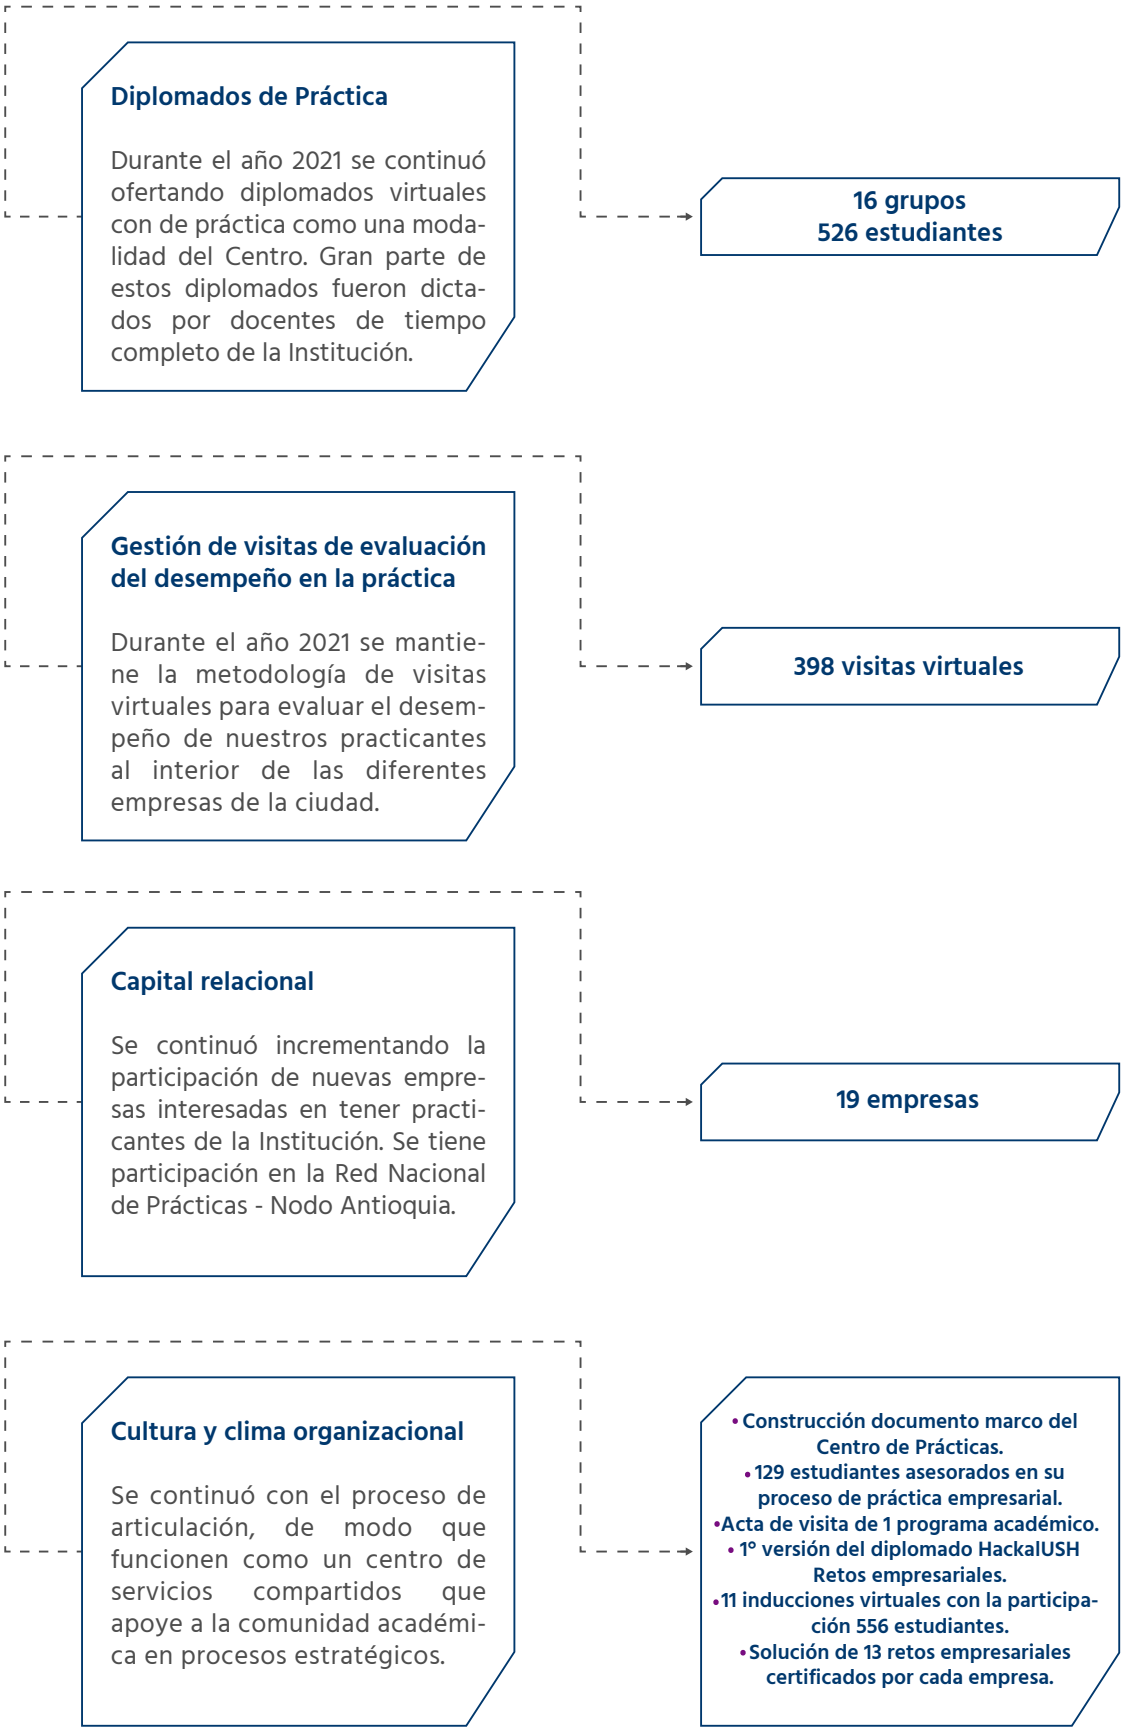 Diplomados de Práctica
Durante el año 2021 se continuó
ofertando diplomados virtuales
con de práctica como una moda-
lidad del Centro. Gran parte de
estos diplomados fueron dicta-
dos por docentes de tiempo
completo de la Institución.
16 grupos
526 estudiantes
Gestión de visitas de evaluación
del desempeño en la práctica
Durante el año 2021 se mantie-
ne la metodología de visitas
virtuales para evaluar el desem-
peño de nuestros practicantes
al interior de las diferentes
empresas de la ciudad.
398 visitas virtuales
Capital relacional
Se continuó incrementando la
participación de nuevas empre-
sas interesadas en tener practi-
cantes de la Institución. Se tiene
participación en la Red Nacional
de Prácticas - Nodo Antioquia.
19 empresas
Cultura y clima organizacional
Se continuó con el proceso de
articulación, de modo que
funcionen como un centro de
servicios compartidos que
apoye a la comunidad académi-
ca en procesos estratégicos.
• Construcción documento marco del
Centro de Prácticas.
• 129 estudiantes asesorados en su
proceso de práctica empresarial.
•Acta de visita de 1 programa académico.
• 1° versión del diplomado HackaIUSH
Retos empresariales.
•11 inducciones virtuales con la participa-
ción 556 estudiantes.
•Solución de 13 retos empresariales
certificados por cada empresa.